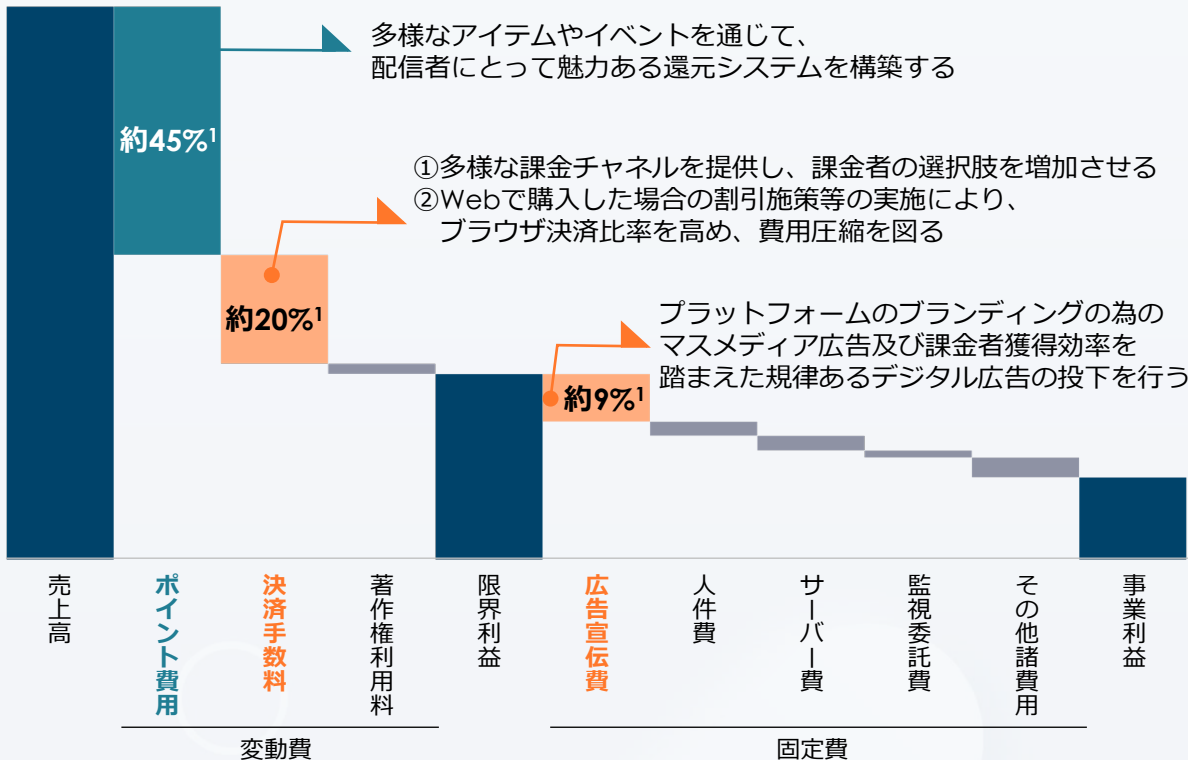 多様なアイテムやイベントを通じて、
配信者にとって魅力ある還元システムを構築する
約45%¹
①多様な課金チャネルを提供し、課金者の選択肢を増加させる
②Webで購入した場合の割引施策等の実施により、
ブラウザ決済比率を高め、費用圧縮を図る
約20%¹
プラットフォームのブランディングの為の
マスメディア広告及び課金者獲得効率を
踏まえた規律あるデジタル広告の投下を行う
約9%¹
売上高
ポイント費用
決済手数料
著作権利用料
限界利益
広告宣伝費
人件費
サーバー費
監視委託費
その他諸費用
事業利益
変動費
固定費